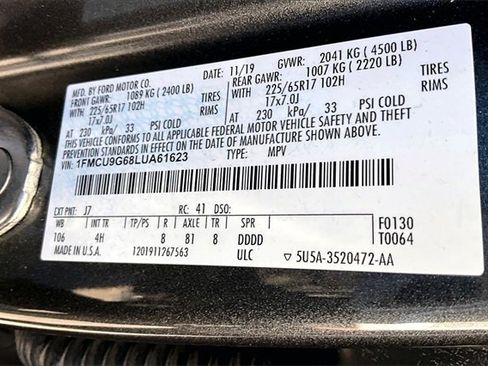 MFD. BY FORD MOTOR CO.
DATE: 11/19 GVWR: 2041 KG ( 4500 LB)
FRONT GAWR: 1089 KG ( 2400 LB) REAR GAWR: 1007 KG ( 2220 LB)
WITH 225/65R17 102H TIRES WITH 225/65R17 102H TIRES
17x7.0J RIMS 17x7.0J RIMS
AT 230 kPa/ 33 PSI COLD AT 230 kPa/ 33 PSI COLD
THIS VEHICLE CONFORMS TO ALL APPLICABLE FEDERAL MOTOR VEHICLE SAFETY AND THEFT
PREVENTION STANDARDS IN EFFECT ON THE DATE OF MANUFACTURE SHOWN ABOVE.
VIN: 1FMCU9G68LUA61623 TYPE: MPV
EXT PNT: J7 RC: 41 DSO:
WB TP/PS R AXLE TR SPR F0130
106 4H 8 81 8 DDDD T0064
MADE IN U.S.A. 1201911267563 ULC 5U5A-3520472-AA